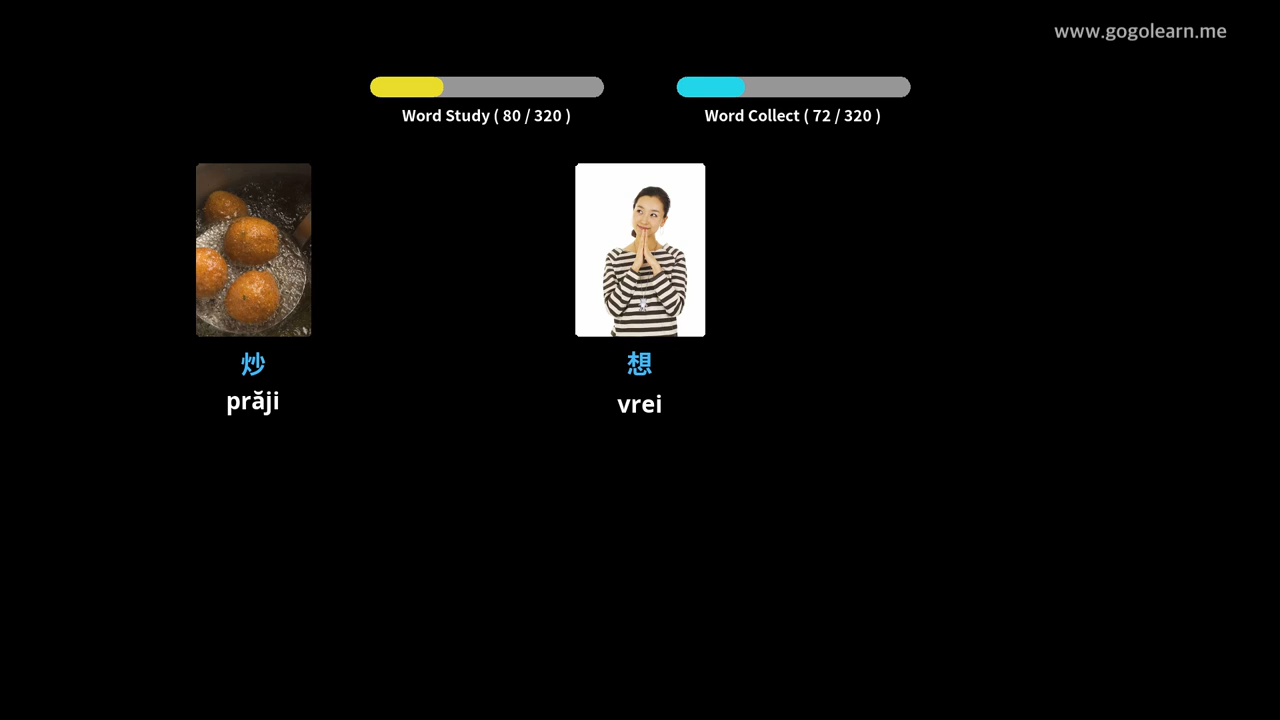 www.gogolearn.me
Word Study ( 80 / 320 )
Word Collect ( 72 / 320 )
炒
prăji
想
vrei